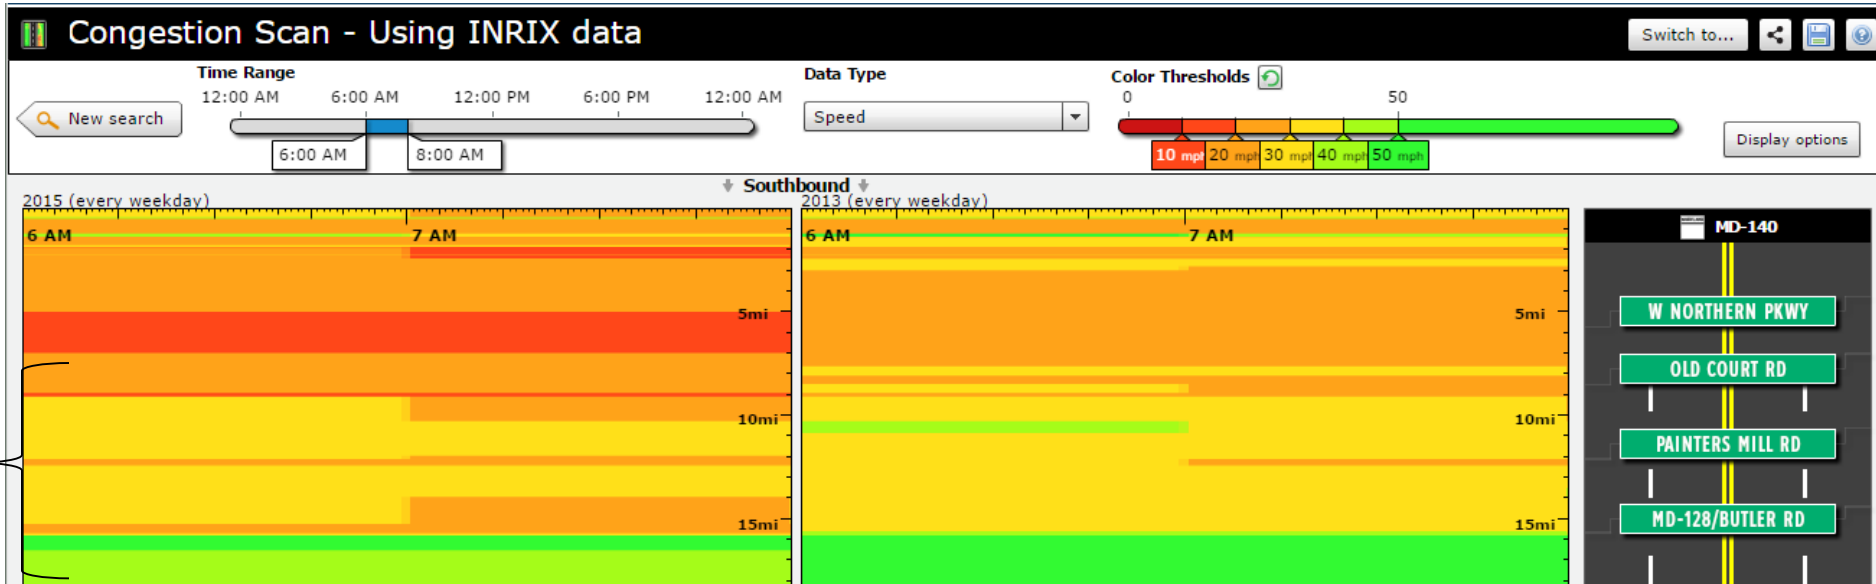 Congestion Scan - Using INRIX data
Switch to...
Time Range
12:00 AM 6:00 AM 12:00 PM 6:00 PM 12:00 AM
6:00 AM 8:00 AM
New search
Data Type
Speed
Color Thresholds
0 50
10 mph 20 mph 30 mph 40 mph 50 mph
Display options
Southbound
2015 (every weekday)
6 AM 7 AM
5mi
10mi
15mi
2013 (every weekday)
6 AM 7 AM
5mi
10mi
15mi
MD-140
W NORTHERN PKWY
OLD COURT RD
PAINTERS MILL RD
MD-128/BUTLER RD